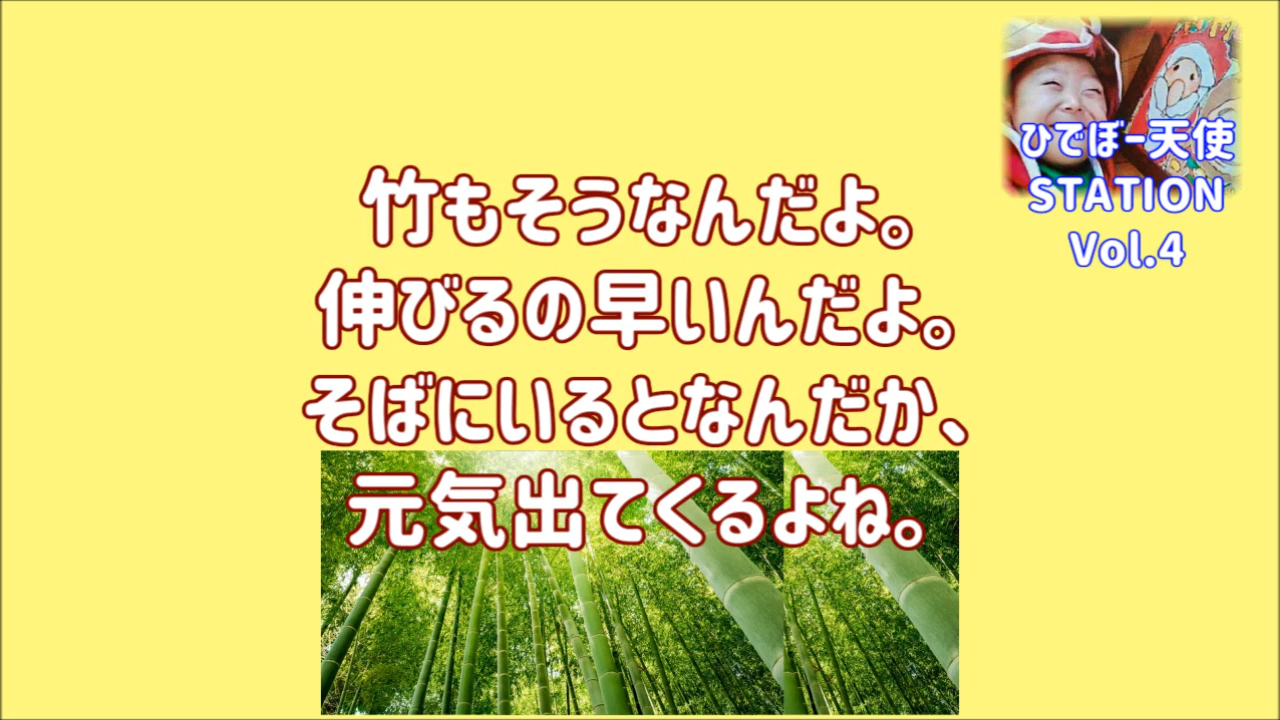 ひでぼー天使
STATION
Vol.4
竹もそうなんだよ。
伸びるの早いんだよ。
そばにいるとなんだか、
元気出てくるよね。